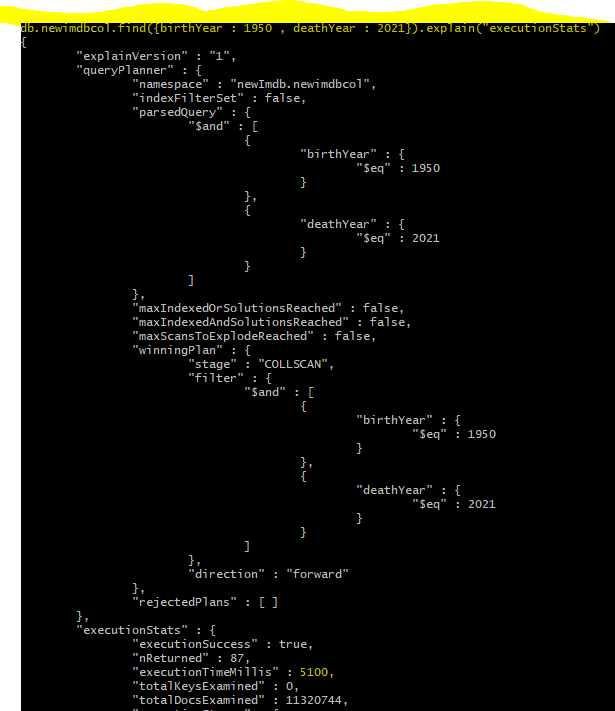 db.newimdbcol.find({birthYear : 1950 , deathYear : 2021}).explain("executionStats")
{
"explainVersion" : "1",
"queryPlanner" : {
"namespace" : "newImdb.newimdbcol",
"indexFilterSet" : false,
"parsedQuery" : {
"$and" : [
{
"birthYear" : {
"$eq" : 1950
}
},
{
"deathYear" : {
"$eq" : 2021
}
}
]
},
"maxIndexedOrSolutionsReached" : false,
"maxIndexedAndSolutionsReached" : false,
"maxScansToExplodeReached" : false,
"winningPlan" : {
"stage" : "COLLSCAN",
"filter" : {
"$and" : [
{
"birthYear" : {
"$eq" : 1950
}
},
{
"deathYear" : {
"$eq" : 2021
}
}
]
},
"direction" : "forward"
},
"rejectedPlans" : [ ]
},
"executionStats" : {
"executionSuccess" : true,
"nReturned" : 87,
"executionTimeMillis" : 5100,
"totalKeysExamined" : 0,
"totalDocsExamined" : 11320744,